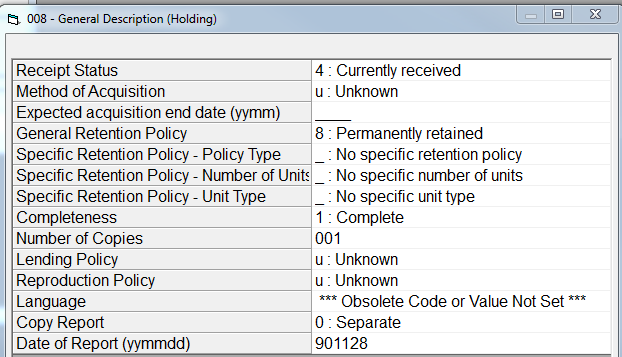 008 - General Description (Holding)
Receipt Status 4 : Currently received
Method of Acquisition u : Unknown
Expected acquisition end date (yymm) ____
General Retention Policy 8 : Permanently retained
Specific Retention Policy - Policy Type _ : No specific retention policy
Specific Retention Policy - Number of Units _ : No specific number of units
Specific Retention Policy - Unit Type _ : No specific unit type
Completeness 1 : Complete
Number of Copies 001
Lending Policy u : Unknown
Reproduction Policy u : Unknown
Language *** Obsolete Code or Value Not Set ***
Copy Report 0 : Separate
Date of Report (yymmdd) 901128